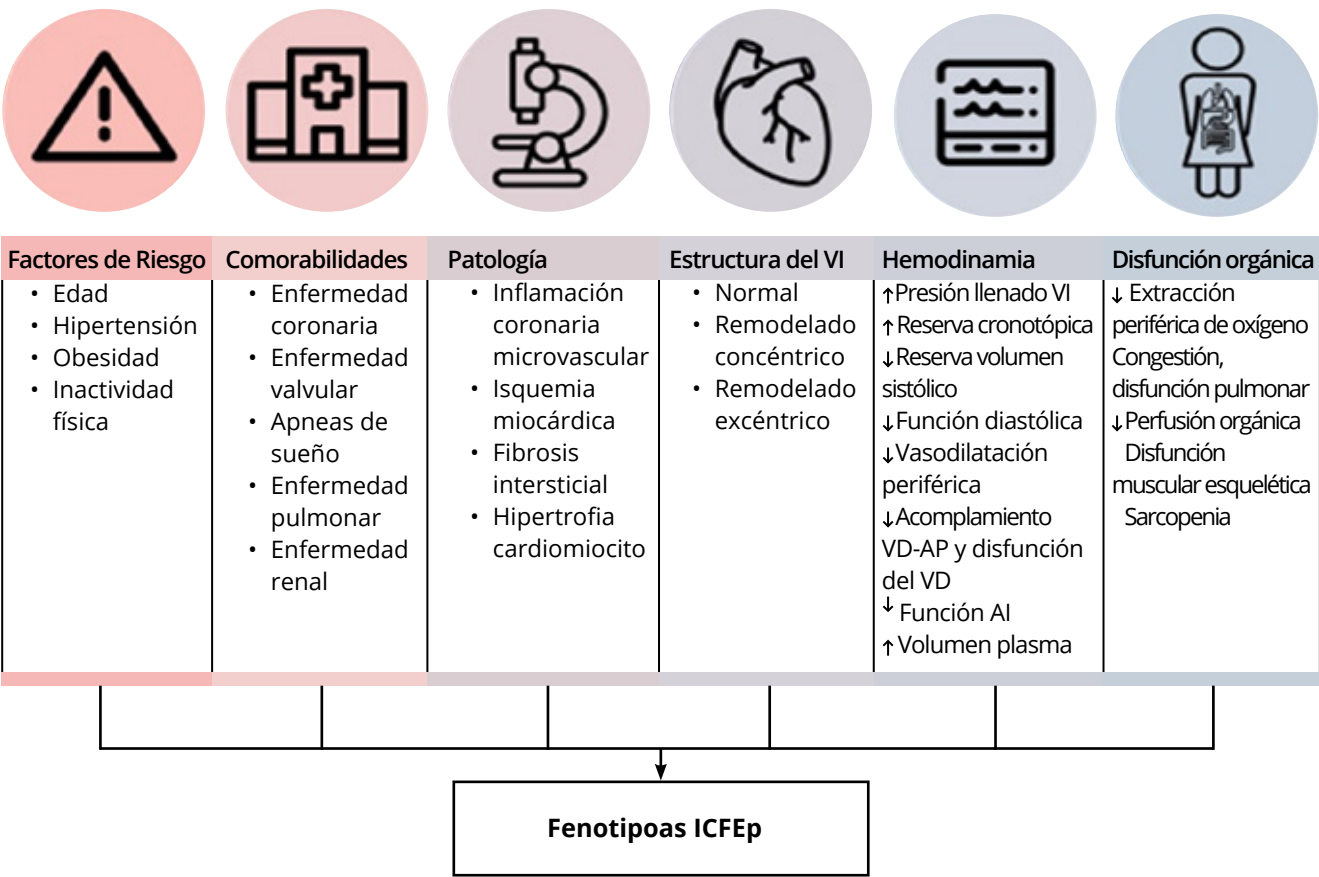 Factores de Riesgo
• Edad
• Hipertensión
• Obesidad
• Inactividad
física
Comorabilidades
• Enfermedad
coronaria
• Enfermedad
valvular
• Apneas de
sueño
• Enfermedad
pulmonar
• Enfermedad
renal
Patología
• Inflamación
coronaria
microvascular
• Isquemia
miocárdica
• Fibrosis
intersticial
• Hipertrofia
cardiomiocito
Estructura del VI
• Normal
• Remodelado
concéntrico
• Remodelado
excéntrico
Hemodinamia
↑Presión llenado VI
↑Reserva cronotópica
↓Reserva volumen
sistólico
↓Función diastólica
↓Vasodilatación
periférica
↓Acomplamiento
VD-AP y disfunción
del VD
↓ Función AI
↑Volumen plasma
Disfunción orgánica
↓ Extracción
periférica de oxígeno
Congestión,
disfunción pulmonar
↓Perfusión orgánica
Disfunción
muscular esquelética
Sarcopenia
Fenotipoas ICFEp